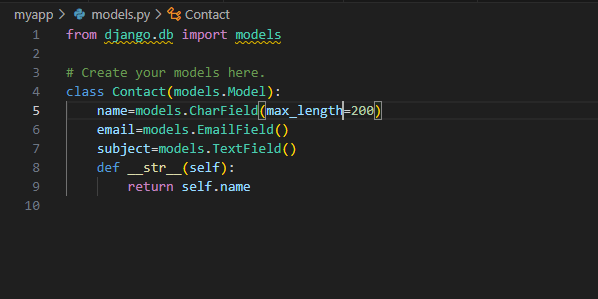 myapp > models.py > Contact
1 from django.db import models
2
3 # Create your models here.
4 class Contact(models.Model):
5     name=models.CharField(max_length=200)
6     email=models.EmailField()
7     subject=models.TextField()
8     def __str__(self):
9         return self.name
10